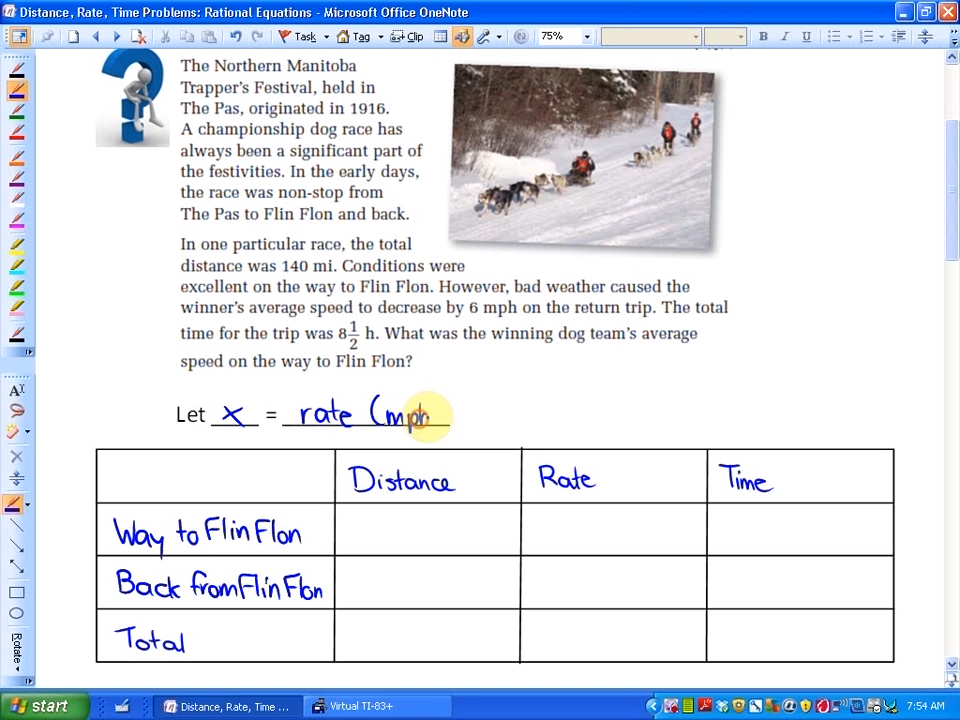 Distance, Rate, Time Problems: Rational Equations - Microsoft Office OneNote
Task Tag Clip 75% B I U
The Northern Manitoba
Trapper's Festival, held in
The Pas, originated in 1916.
A championship dog race has
always been a significant part of
the festivities. In the early days,
the race was non-stop from
The Pas to Flin Flon and back.
In one particular race, the total
distance was 140 mi. Conditions were
excellent on the way to Flin Flon. However, bad weather caused the
winner's average speed to decrease by 6 mph on the return trip. The total
time for the trip was 8 1/2 h. What was the winning dog team's average
speed on the way to Flin Flon?
Let x = rate (mph
Distance Rate Time
Way to Flin Flon
Back from Flin Flon
Total
Rotate
start Distance, Rate, Time ... Virtual TI-83+ 7:54 AM